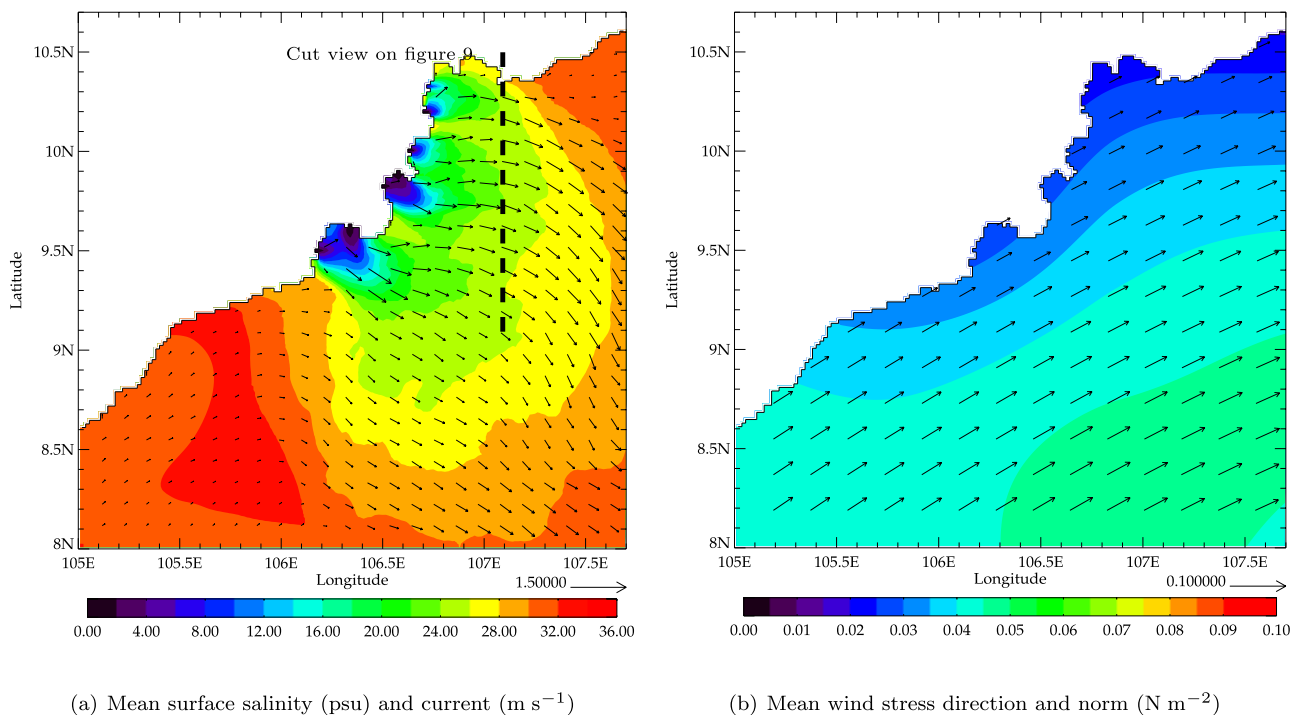 Cut view on figure 9
10.5N
10N
9.5N
9N
8.5N
8N
Latitude
105E 105.5E 106E 106.5E 107E 107.5E
Longitude
1.50000
0.00 4.00 8.00 12.00 16.00 20.00 24.00 28.00 32.00 36.00
(a) Mean surface salinity (psu) and current (m s−1)
10.5N
10N
9.5N
9N
8.5N
8N
Latitude
105E 105.5E 106E 106.5E 107E 107.5E
Longitude
0.100000
0.00 0.01 0.02 0.03 0.04 0.05 0.06 0.07 0.08 0.09 0.10
(b) Mean wind stress direction and norm (N m−2)